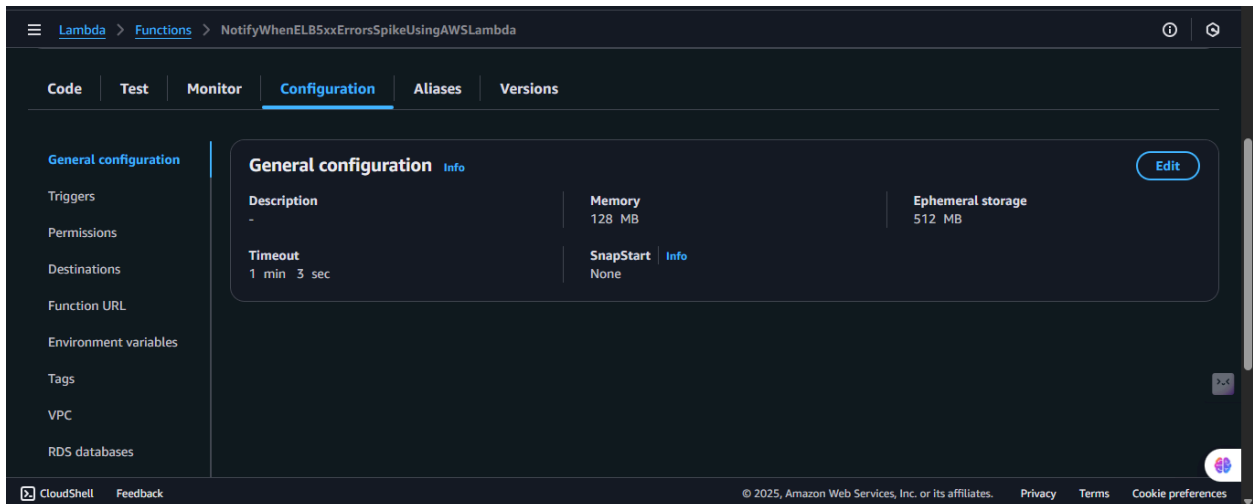 Lambda > Functions > NotifyWhenELB5xxErrorsSpikeUsingAWSLambda
Code Test Monitor Configuration Aliases Versions
General configuration
Triggers
Permissions
Destinations
Function URL
Environment variables
Tags
VPC
RDS databases
General configuration Info
Edit
Description
-
Memory
128 MB
Ephemeral storage
512 MB
Timeout
1 min 3 sec
SnapStart Info
None
CloudShell Feedback
© 2025, Amazon Web Services, Inc. or its affiliates. Privacy Terms Cookie preferences